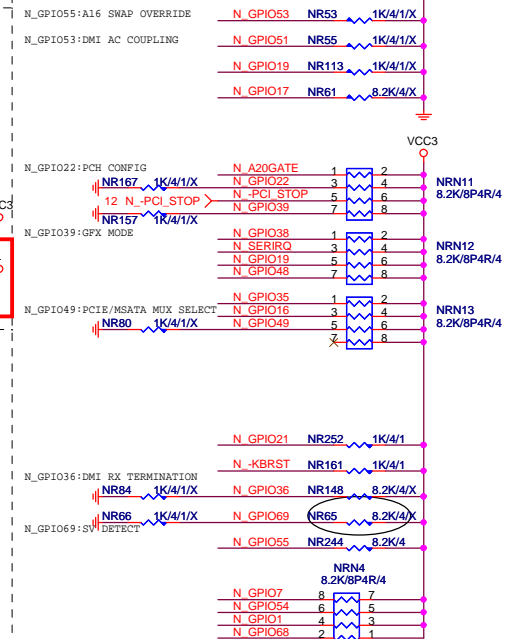 N_GPIO55:A16 SWAP OVERRIDE N_GPIO53 NR53 1K/4/1/X
N_GPIO53:DMI AC COUPLING N_GPIO51 NR55 1K/4/1/X
N_GPIO19 NR113 1K/4/1/X
N_GPIO17 NR61 8.2K/4/X
VCC3
N_GPIO22:PCH CONFIG N_A20GATE 1 2
NR167 1K/4/1/X N_GPIO22 3 4 NRN11
12 N_-PCI_STOP N_-PCI_STOP 5 6 8.2K/8P4R/4
C3
NR157 1K/4/1/X N_GPIO39 7 8
N_GPIO39:GFX MODE N_GPIO38 1 2
N_SERIRQ 3 4 NRN12
N_GPIO19 5 6 8.2K/8P4R/4
N_GPIO48 7 8
N_GPIO35 1 2
N_GPIO49:PCIE/MSATA MUX SELECT N_GPIO16 3 4 NRN13
NR80 1K/4/1/X N_GPIO49 5 6 8.2K/8P4R/4
7 8
N_GPIO21 NR252 1K/4/1
N_-KBRST NR161 1K/4/1
N_GPIO36:DMI RX TERMINATION
NR84 1K/4/1/X N_GPIO36 NR148 8.2K/4/X
NR66 1K/4/1/X N_GPIO69 NR65 8.2K/4/X
N_GPIO69:SV DETECT
N_GPIO55 NR244 8.2K/4
NRN4
8.2K/8P4R/4
N_GPIO7 8 7
N_GPIO54 6 5
N_GPIO1 4 3
N_GPIO68 2 1